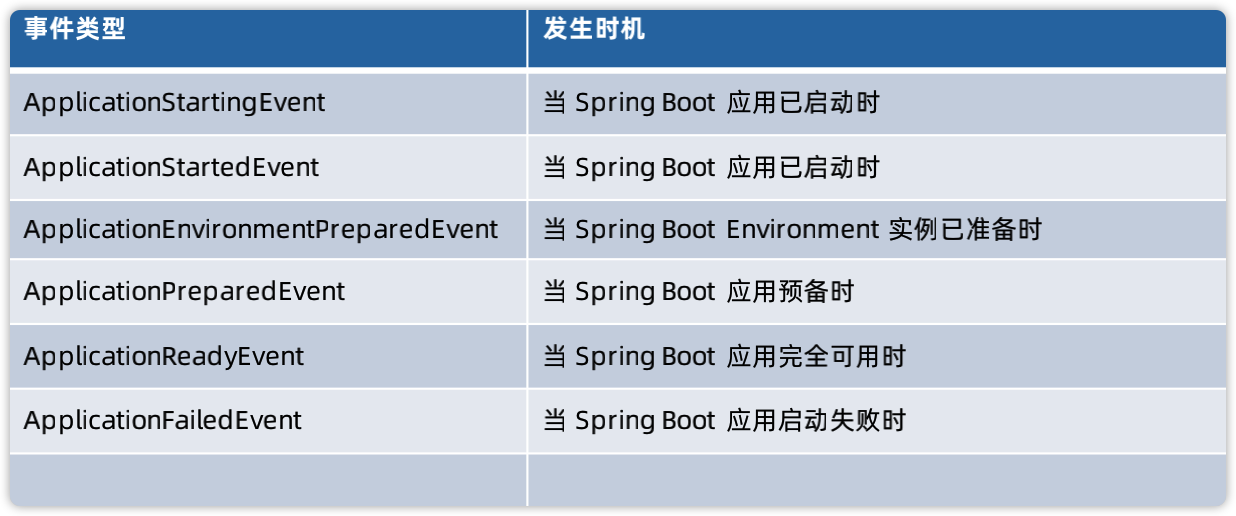 事件类型 发生时机
ApplicationStartingEvent 当 Spring Boot 应用已启动时
ApplicationStartedEvent 当 Spring Boot 应用已启动时
ApplicationEnvironmentPreparedEvent 当 Spring Boot Environment 实例已准备时
ApplicationPreparedEvent 当 Spring Boot 应用预备时
ApplicationReadyEvent 当 Spring Boot 应用完全可用时
ApplicationFailedEvent 当 Spring Boot 应用启动失败时